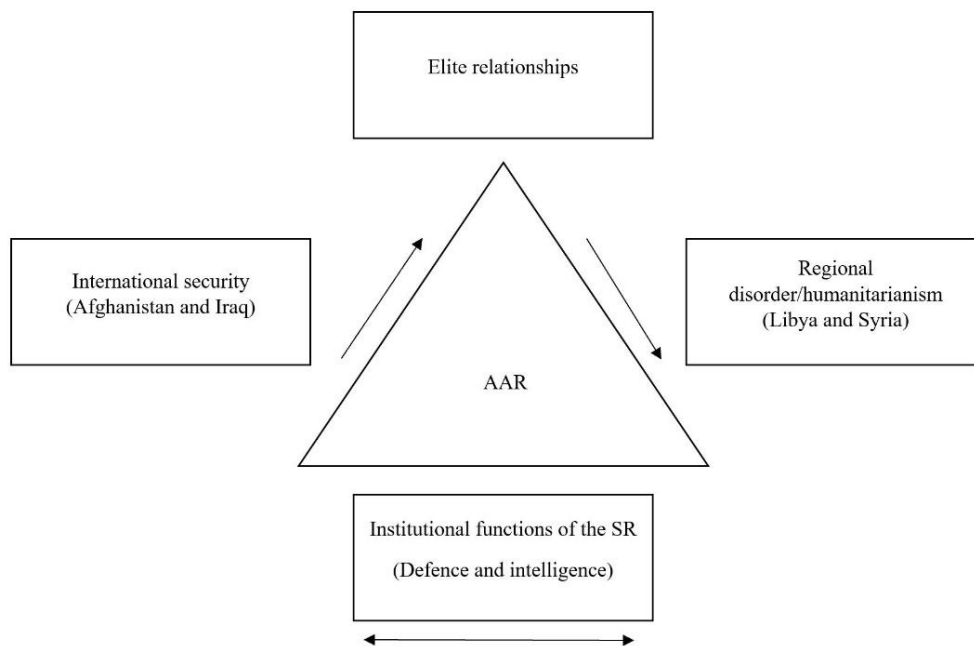 Elite relationships
International security
(Afghanistan and Iraq)
Regional
disorder/humanitarianism
(Libya and Syria)
AAR
Institutional functions of the SR
(Defence and intelligence)